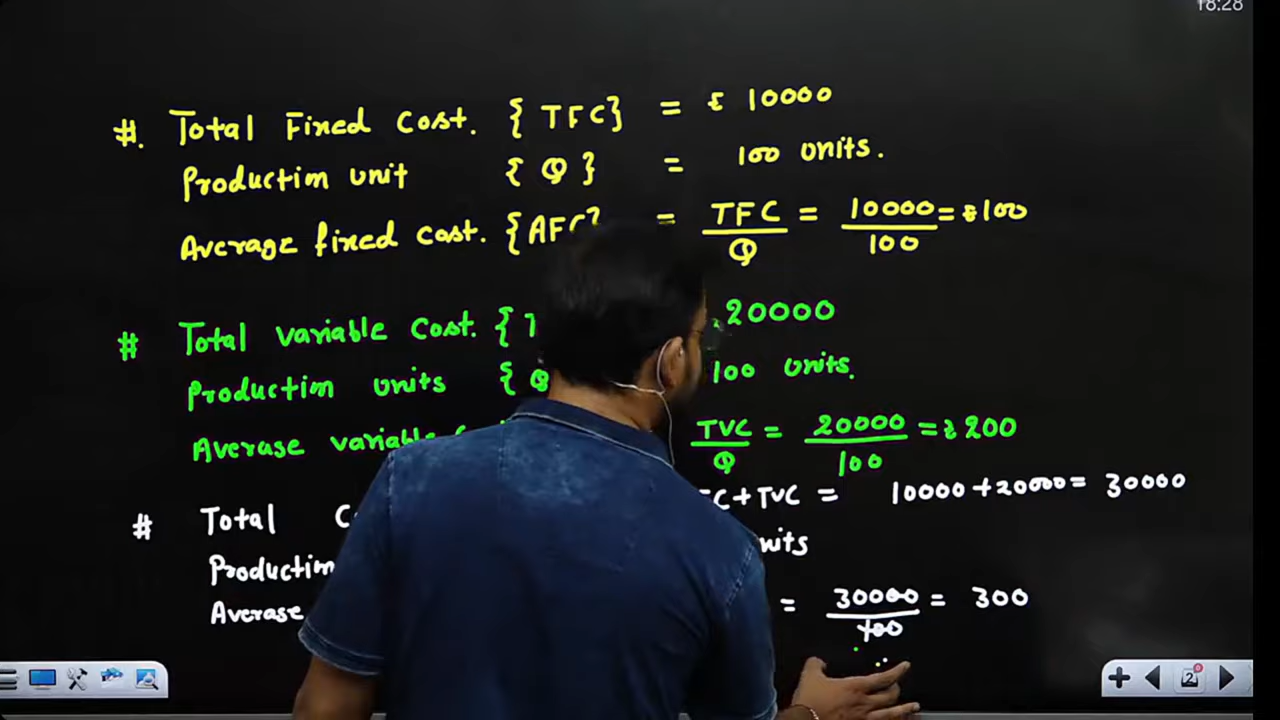 18:28
#. Total Fixed Cost. {TFC} = ₹ 10000
Production unit {Q} = 100 units.
Average fixed cost. {AFC} = TFC/Q = 10000/100 = ₹100
# Total variable Cost. { ₹20000
Production units {Q 100 units.
Average variable TVC/Q = 20000/100 = ₹200
# Total +TVC = 10000+20000= 30000
Production
Average = 30000/100 = 300
2